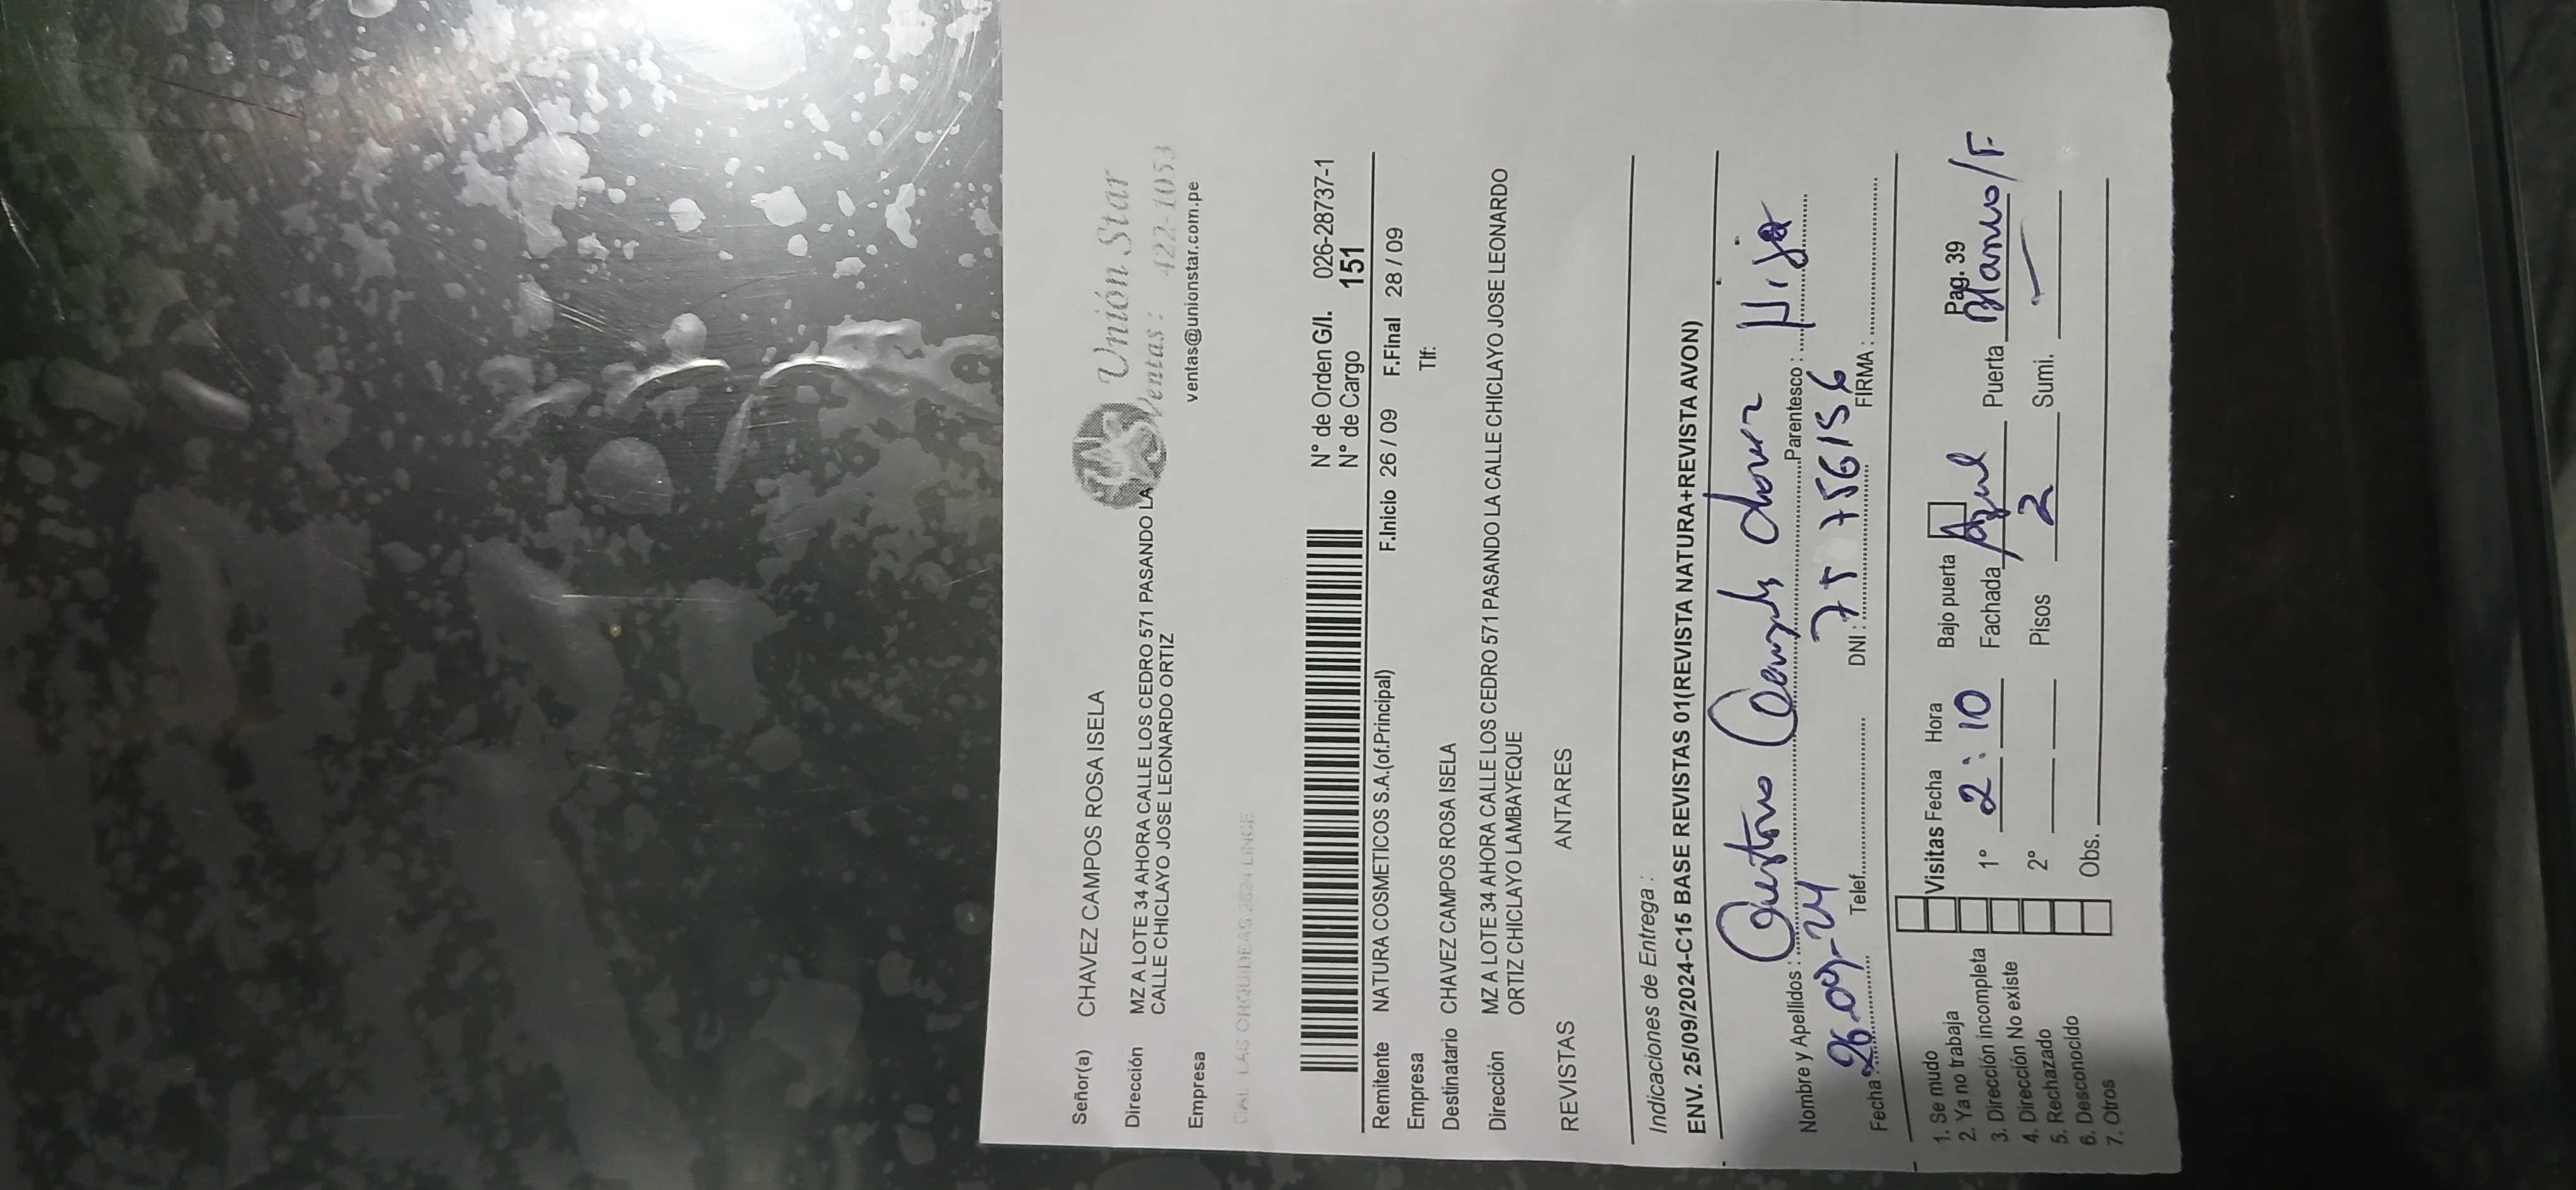 Señor(a) CHAVEZ CAMPOS ROSA ISELA
Unión Star
Dirección MZ A LOTE 34 AHORA CALLE LOS CEDRO 571 PASANDO LA
CALLE CHICLAYO JOSE LEONARDO ORTIZ
Ventas: 422-1053
Empresa
ventas@unionstar.com.pe
CAL. LAS ORQUIDEAS 2624 LINCE
N° de Orden G/I. 026-28737-1
N° de Cargo 151
Remitente NATURA COSMETICOS S.A.(of.Principal) F.Inicio 26 / 09 F.Final 28 / 09
Empresa Tlf:
Destinatario CHAVEZ CAMPOS ROSA ISELA
Dirección MZ A LOTE 34 AHORA CALLE LOS CEDRO 571 PASANDO LA CALLE CHICLAYO JOSE LEONARDO
ORTIZ CHICLAYO LAMBAYEQUE
REVISTAS ANTARES
Indicaciones de Entrega :
ENV. 25/09/2024-C15 BASE REVISTAS 01(REVISTA NATURA+REVISTA AVON)
Nombre y Apellidos : Parentesco : Hija
Fecha : 26-09-24 Telef. DNI : 75756156 FIRMA :
1. Se mudo
2. Ya no trabaja
3. Dirección incompleta
4. Dirección No existe
5. Rechazado
6. Desconocido
7. Otros
Visitas Fecha Hora Bajo puerta Pag. 39
1° 2:10 Fachada Azul Puerta Blanco/F.
2° Pisos 2 Sumi. —
Obs.